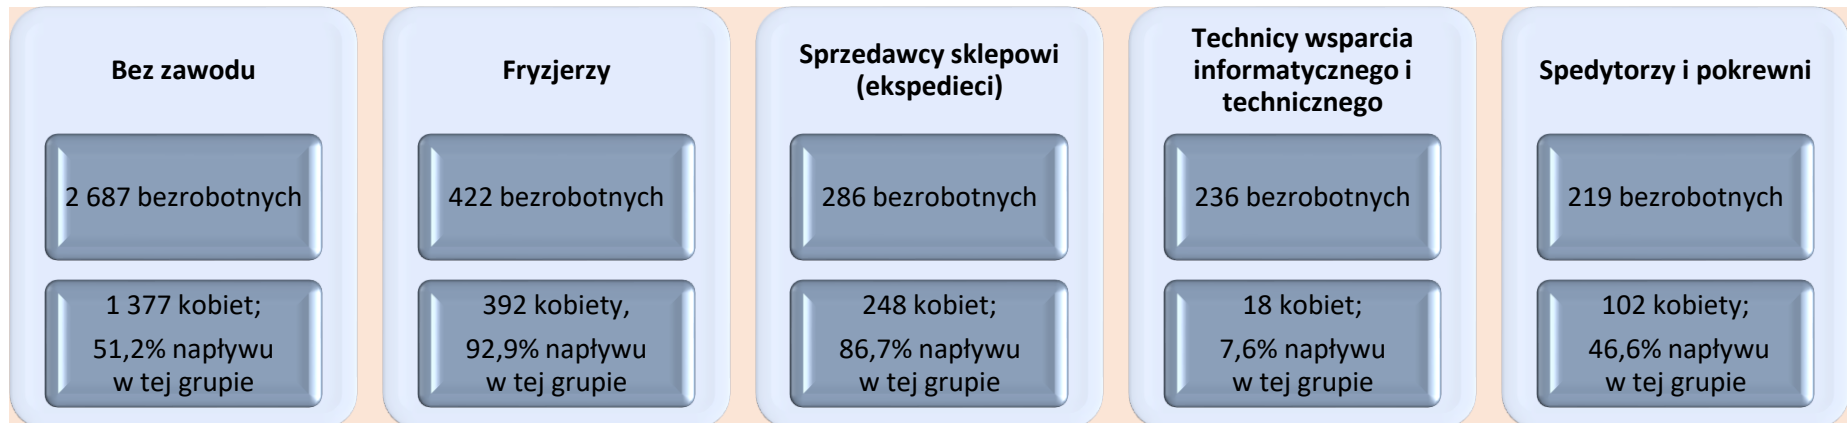 Bez zawodu
2 687 bezrobotnych
1 377 kobiet;
51,2% napływu
w tej grupie
Fryzjerzy
422 bezrobotnych
392 kobiety,
92,9% napływu
w tej grupie
Sprzedawcy sklepowi
(ekspedieci)
286 bezrobotnych
248 kobiet;
86,7% napływu
w tej grupie
Technicy wsparcia
informatycznego i
technicznego
236 bezrobotnych
18 kobiet;
7,6% napływu
w tej grupie
Spedytorzy i pokrewni
219 bezrobotnych
102 kobiety;
46,6% napływu
w tej grupie